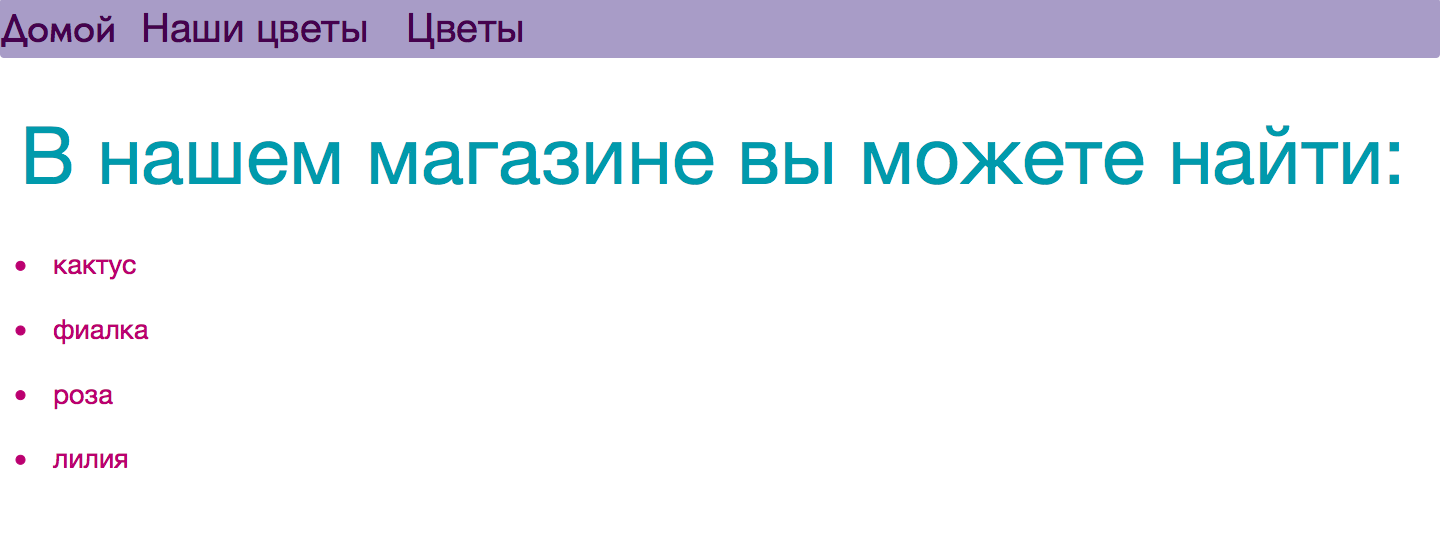 Домой Наши цветы Цветы
В нашем магазине вы можете найти:
• кактус
• фиалка
• роза
• лилия